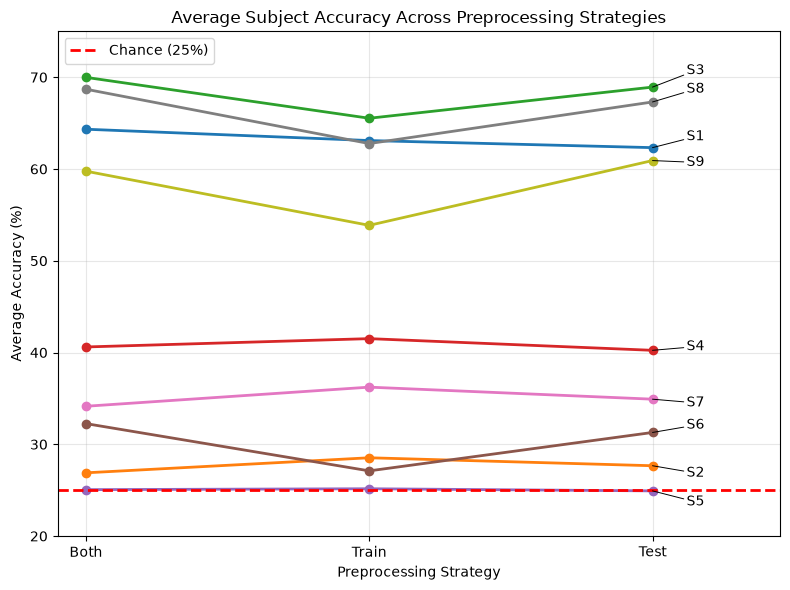 Average Subject Accuracy Across Preprocessing Strategies
Chance (25%)
70
60
50
40
30
20
Average Accuracy (%)
S3
S8
S1
S9
S4
S7
S6
S2
S5
Both
Train
Test
Preprocessing Strategy